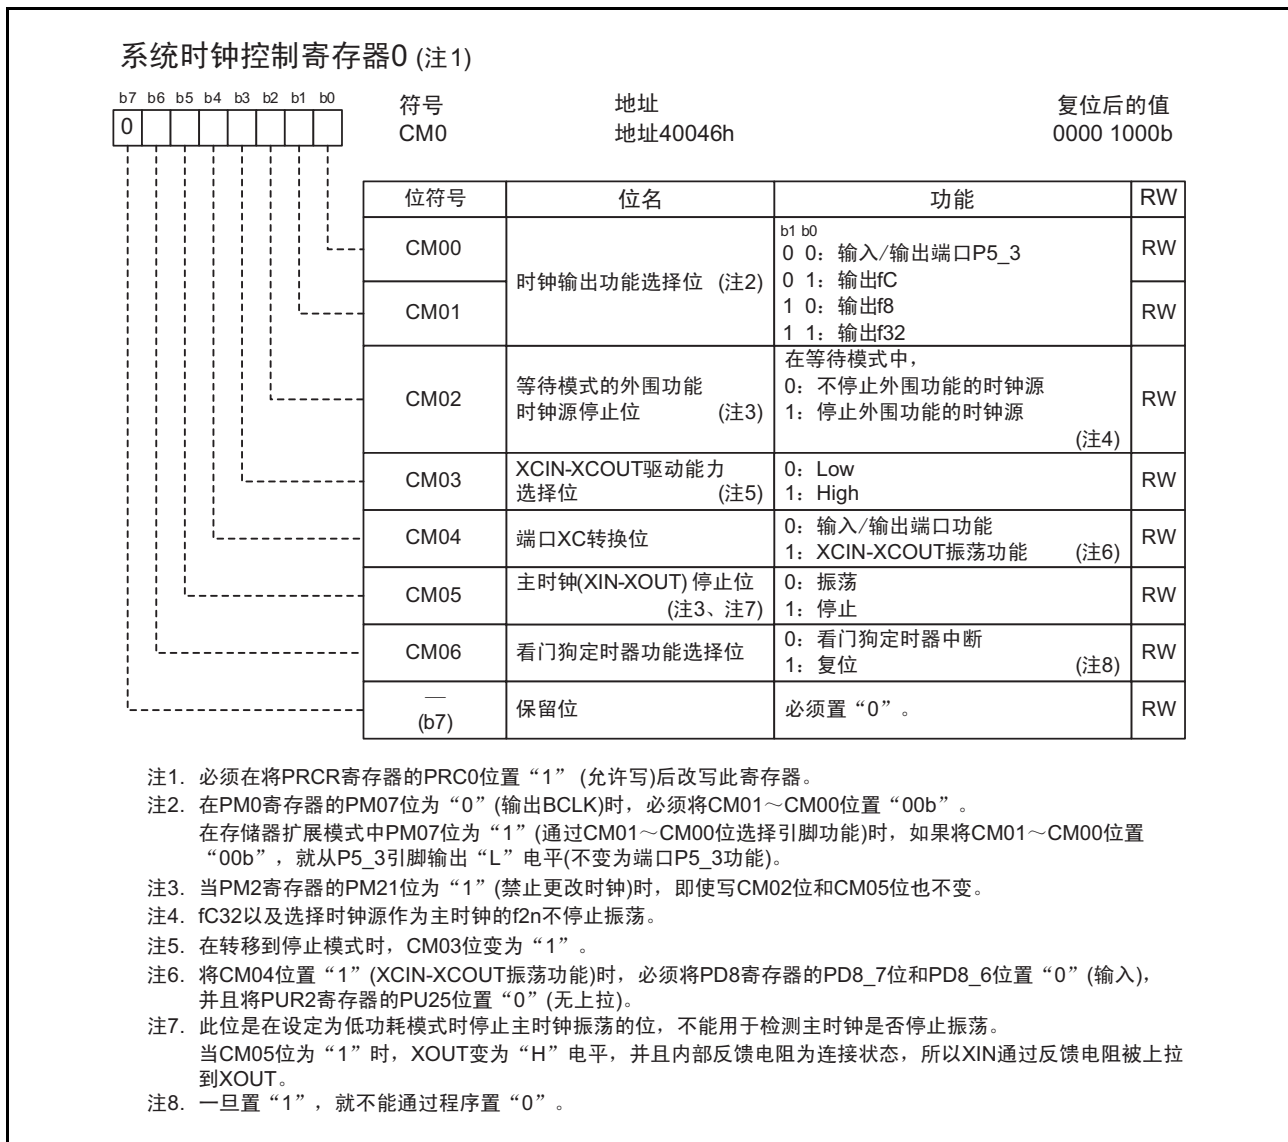 系统时钟控制寄存器0 (注1)
b7 b6 b5 b4 b3 b2 b1 b0
0
符号 地址 复位后的值
CM0 地址40046h 0000 1000b
位符号 位名 功能 RW
CM00
CM01
时钟输出功能选择位 (注2)
b1 b0
0 0：输入/输出端口P5_3
0 1：输出fC
1 0：输出f8
1 1：输出f32
RW
RW
CM02
等待模式的外围功能
时钟源停止位 (注3)
在等待模式中，
0：不停止外围功能的时钟源
1：停止外围功能的时钟源
(注4)
RW
CM03
XCIN-XCOUT驱动能力
选择位 (注5)
0：Low
1：High
RW
CM04
端口XC转换位
0：输入/输出端口功能
1：XCIN-XCOUT振荡功能 (注6)
RW
CM05
主时钟(XIN-XOUT) 停止位
(注3、注7)
0：振荡
1：停止
RW
CM06
看门狗定时器功能选择位
0：看门狗定时器中断
1：复位 (注8)
RW
—
(b7)
保留位
必须置“0”。
RW
注1. 必须在将PRCR寄存器的PRC0位置“1” (允许写)后改写此寄存器。
注2. 在PM0寄存器的PM07位为“0”(输出BCLK)时，必须将CM01～CM00位置“00b”。
在存储器扩展模式中PM07位为“1”(通过CM01～CM00位选择引脚功能)时，如果将CM01～CM00位置
“00b”，就从P5_3引脚输出“L”电平(不变为端口P5_3功能)。
注3. 当PM2寄存器的PM21位为“1”(禁止更改时钟)时，即使写CM02位和CM05位也不变。
注4. fC32以及选择时钟源作为主时钟的f2n不停止振荡。
注5. 在转移到停止模式时，CM03位变为“1”。
注6. 将CM04位置“1”(XCIN-XCOUT振荡功能)时，必须将PD8寄存器的PD8_7位和PD8_6位置“0”(输入)，
并且将PUR2寄存器的PU25位置“0”(无上拉)。
注7. 此位是在设定为低功耗模式时停止主时钟振荡的位，不能用于检测主时钟是否停止振荡。
当CM05位为“1”时，XOUT变为“H”电平，并且内部反馈电阻为连接状态，所以XIN通过反馈电阻被上拉
到XOUT。
注8. 一旦置“1”，就不能通过程序置“0”。